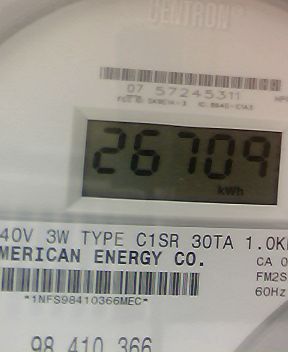 CENTRON
07 57245311
26709
kWh
40V 3W TYPE C1SR 30TA 1.0K
MERICAN ENERGY CO.
CA 0
FM2S
*1NFS98410366MEC*
60Hz
98 410 366